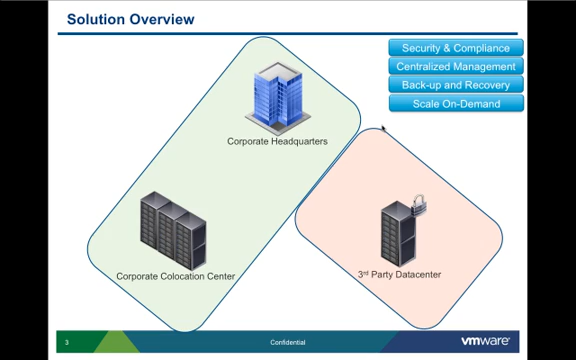 Solution Overview
Security & Compliance
Centralized Management
Back-up and Recovery
Scale On-Demand
Corporate Headquarters
Corporate Colocation Center
3rd Party Datacenter
3
Confidential
vmware